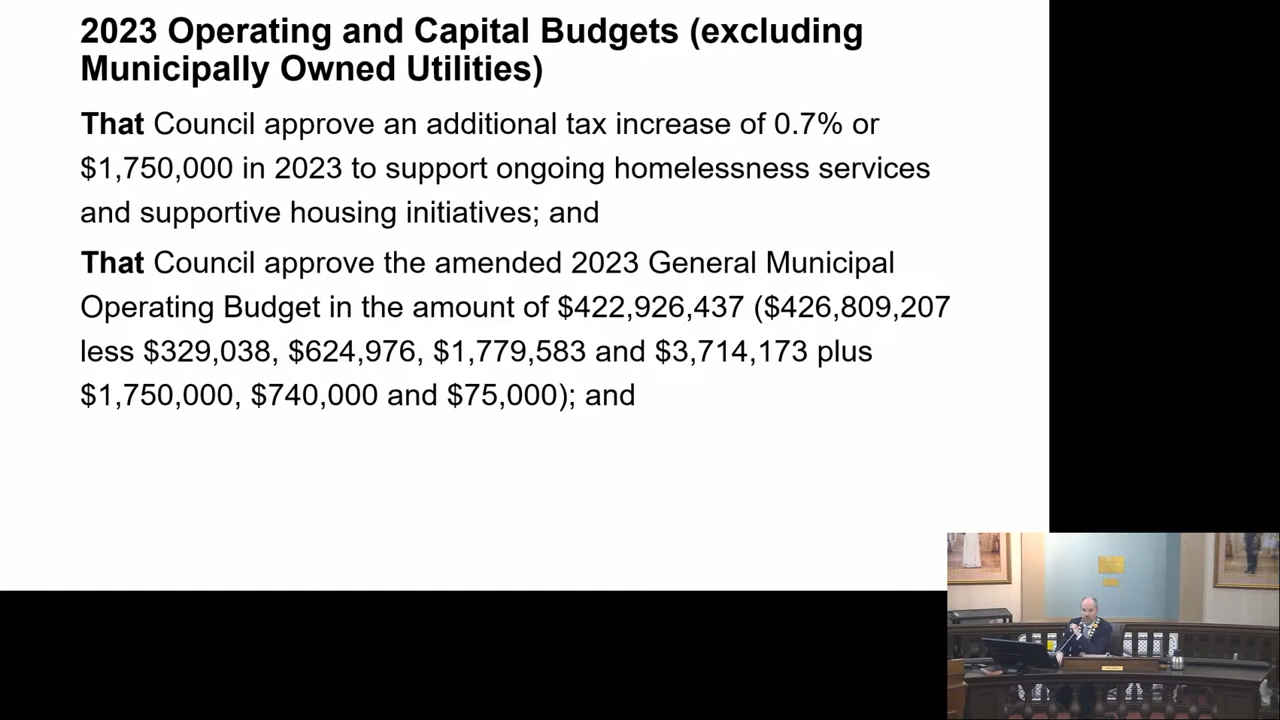 2023 Operating and Capital Budgets (excluding
Municipally Owned Utilities)
That Council approve an additional tax increase of 0.7% or
$1,750,000 in 2023 to support ongoing homelessness services
and supportive housing initiatives; and
That Council approve the amended 2023 General Municipal
Operating Budget in the amount of $422,926,437 ($426,809,207
less $329,038, $624,976, $1,779,583 and $3,714,173 plus
$1,750,000, $740,000 and $75,000); and